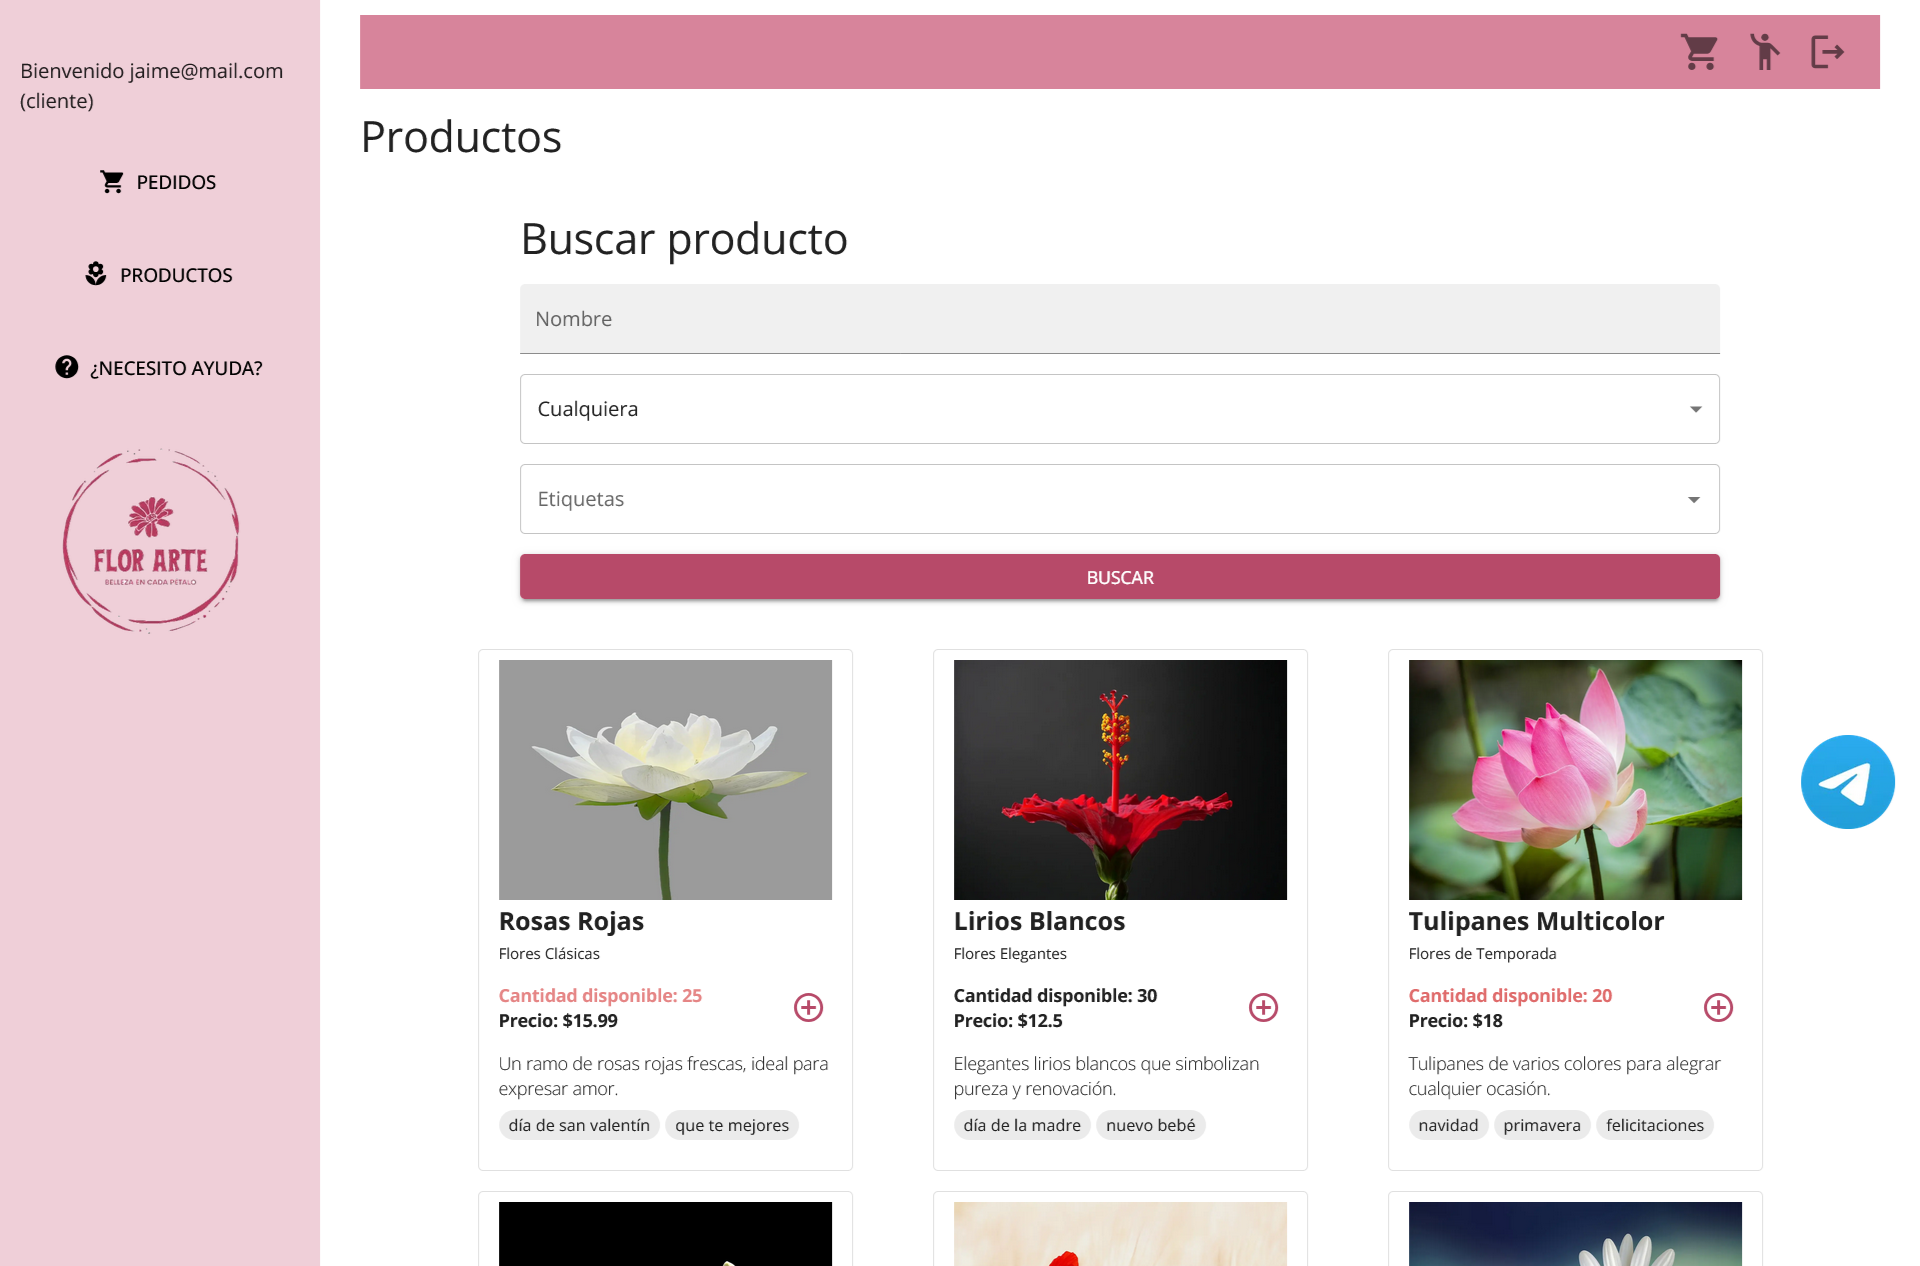 Bienvenido jaime@mail.com
(cliente)
PEDIDOS
PRODUCTOS
¿NECESITO AYUDA?
FLOR ARTE
BELLEZA EN CADA PETALO
Productos
Buscar producto
Nombre
Cualquiera
Etiquetas
BUSCAR
Rosas Rojas
Flores Clásicas
Cantidad disponible: 25
Precio: $15.99
Un ramo de rosas rojas frescas, ideal para
expresar amor.
día de san valentín que te mejores
Lirios Blancos
Flores Elegantes
Cantidad disponible: 30
Precio: $12.5
Elegantes lirios blancos que simbolizan
pureza y renovación.
día de la madre nuevo bebé
Tulipanes Multicolor
Flores de Temporada
Cantidad disponible: 20
Precio: $18
Tulipanes de varios colores para alegrar
cualquier ocasión.
navidad primavera felicitaciones